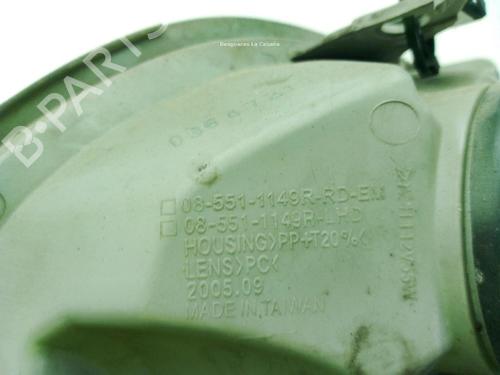 Desguaces La Cabaña
B-PARTS
08-551-1149R-RD-EM
08-551-1149R-LHD
HOUSING>PP+T20%<
LENS>PC<
2005.09
MADE IN TAIWAN